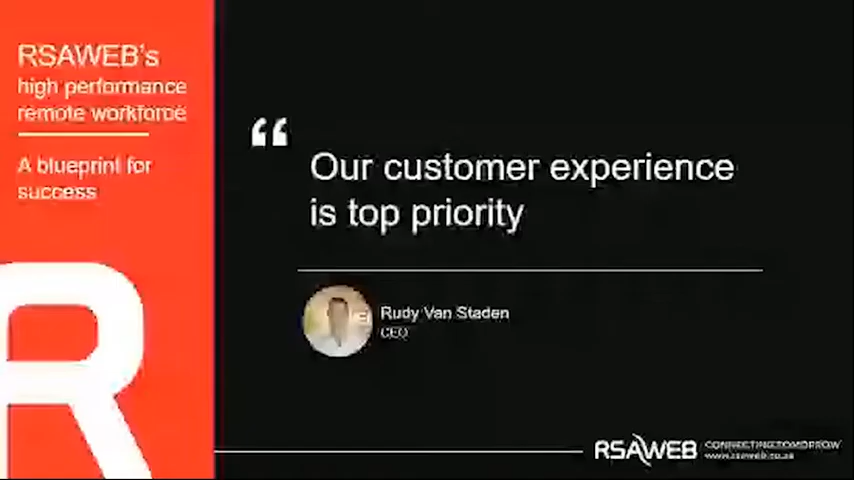 RSAWEB's
high performance
remote workforce
A blueprint for
success
“
Our customer experience
is top priority
Rudy Van Staden
CEO
RSAWEB
CONNECTING TOMORROW
www.rsaweb.co.za
R